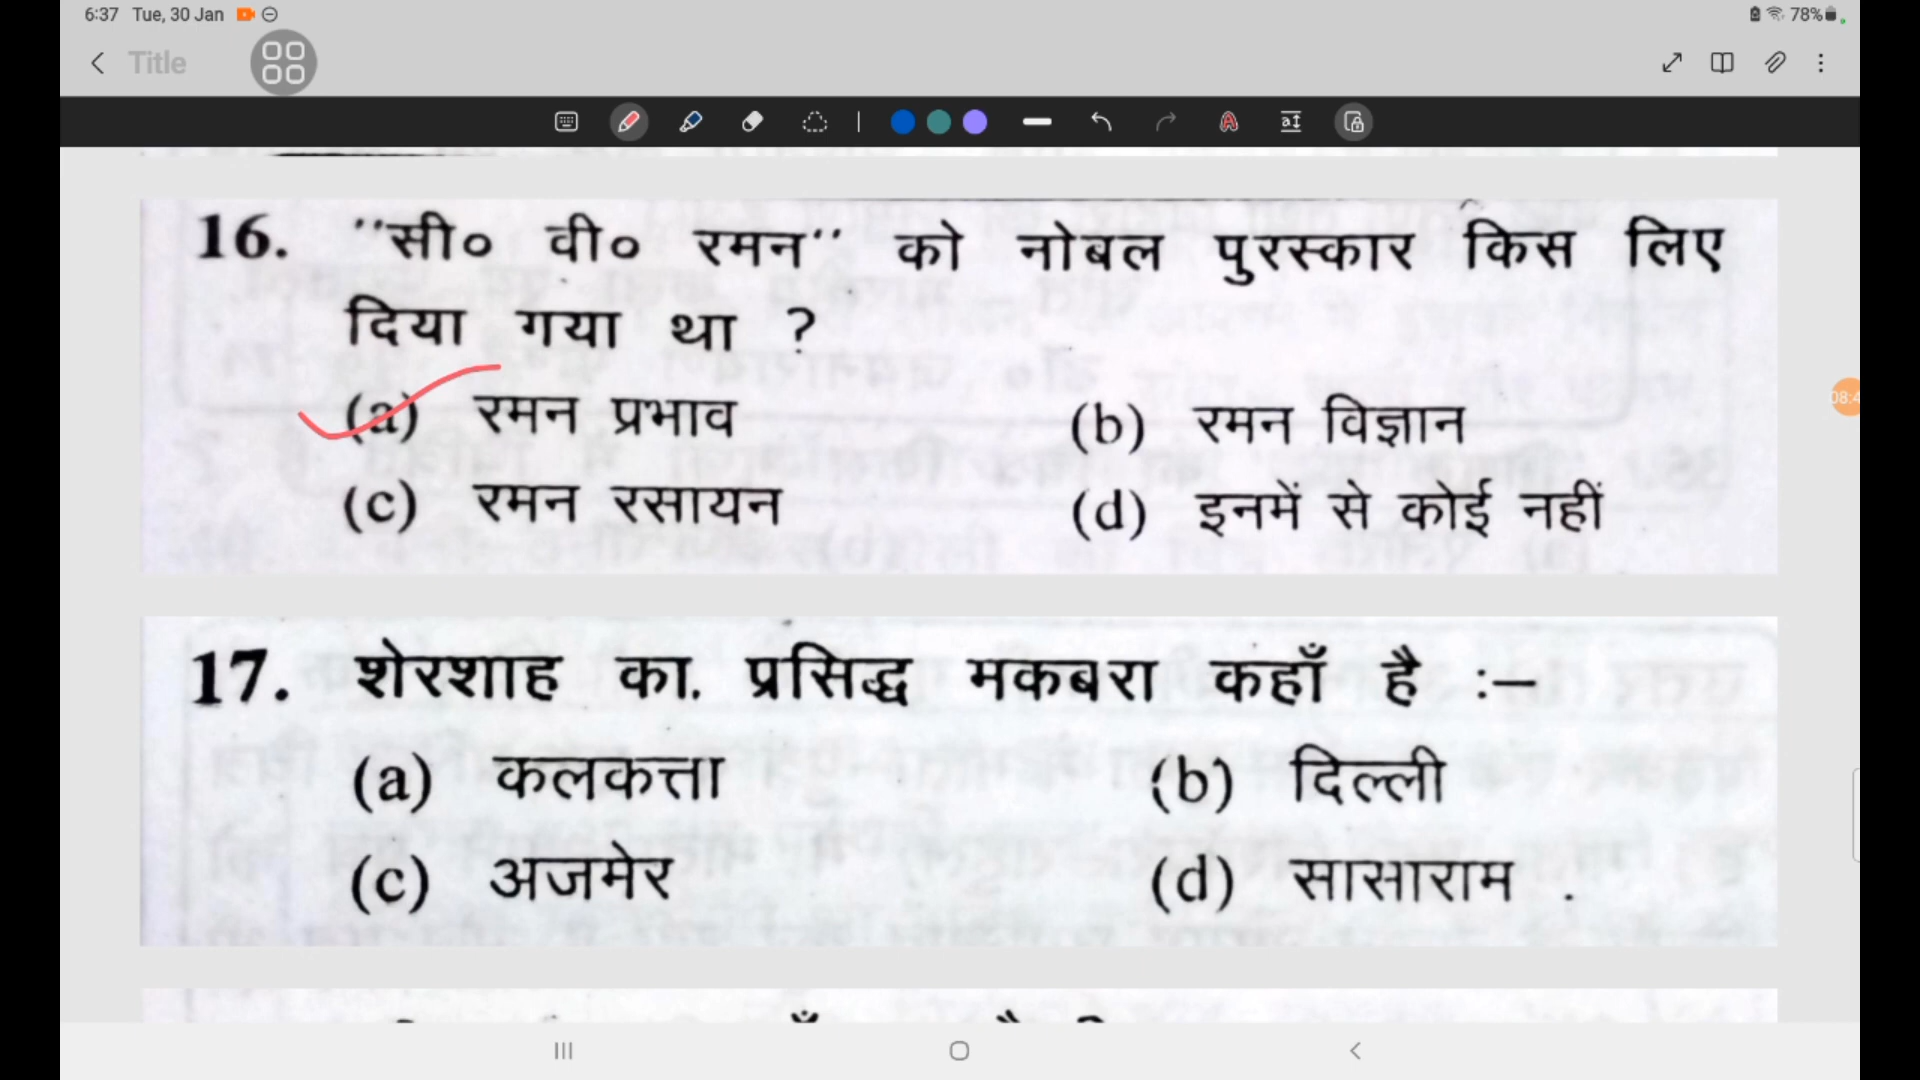 6:37 Tue, 30 Jan
78%
Title
16. "सी० वी० रमन" को नोबल पुरस्कार किस लिए
दिया गया था ?
(a) रमन प्रभाव (b) रमन विज्ञान
(c) रमन रसायन (d) इनमें से कोई नहीं
17. शेरशाह का. प्रसिद्ध मकबरा कहाँ है :–
(a) कलकत्ता (b) दिल्ली
(c) अजमेर (d) सासाराम .